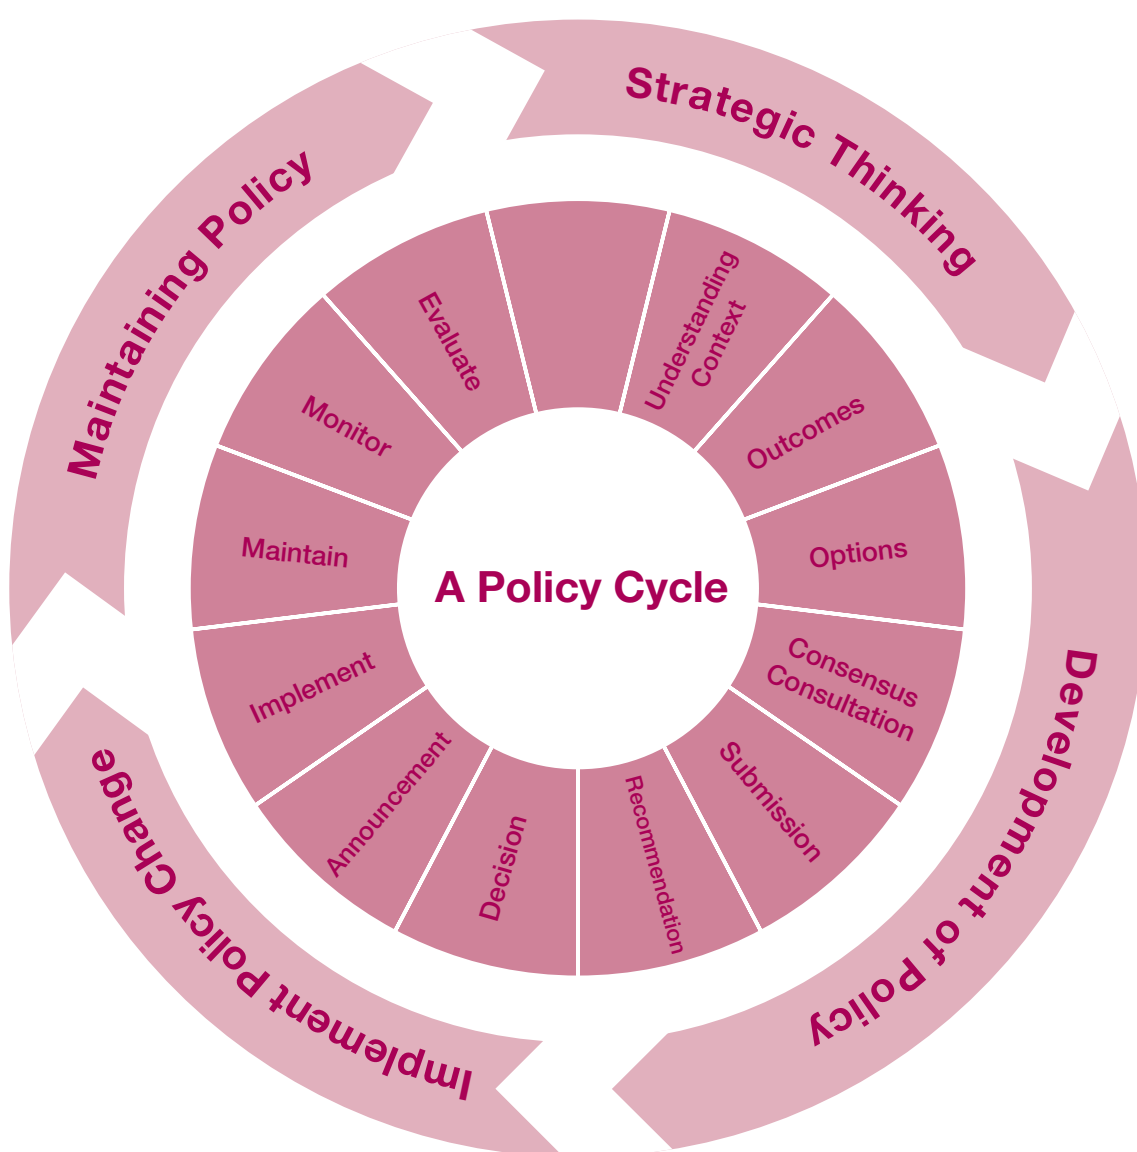 Strategic Thinking
Development of Policy
Implement Policy Change
Maintaining Policy
Understanding
Context
Outcomes
Options
Consensus
Consultation
Submission
Recommendation
Decision
Announcement
Implement
Maintain
Monitor
Evaluate
A Policy Cycle